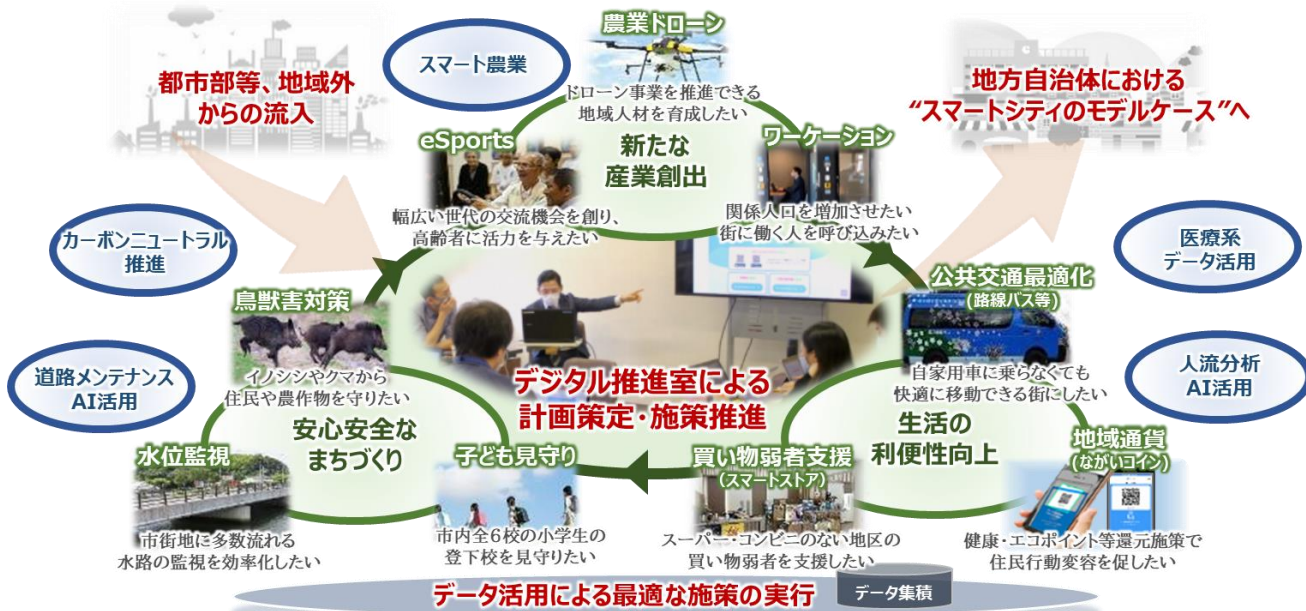 農業ドローン
スマート農業
都市部等、地域外
からの流入
地方自治体における
“スマートシティのモデルケース”へ
ドローン事業を推進できる
地域人材を育成したい
eSports
新たな
産業創出
ワーケーション
幅広い世代の交流機会を創り、
高齢者に活力を与えたい
関係人口を増加させたい
街に働く人を呼び込みたい
カーボンニュートラル
推進
医療系
データ活用
鳥獣害対策
公共交通最適化
(路線バス等)
道路メンテナンス
AI活用
イノシシやクマから
住民や農作物を守りたい
デジタル推進室による
計画策定・施策推進
自家用車に乗らなくても
快適に移動できる街にしたい
人流分析
AI活用
安心安全な
まちづくり
生活の
利便性向上
水位監視
子ども見守り
買い物弱者支援
(スマートストア)
地域通貨
(ながいコイン)
市街地に多数流れる
水路の監視を効率化したい
市内全6校の小学生の
登下校を見守りたい
スーパー・コンビニのない地区の
買い物弱者を支援したい
健康・エコポイント等還元施策で
住民行動変容を促したい
データ活用による最適な施策の実行
データ集積